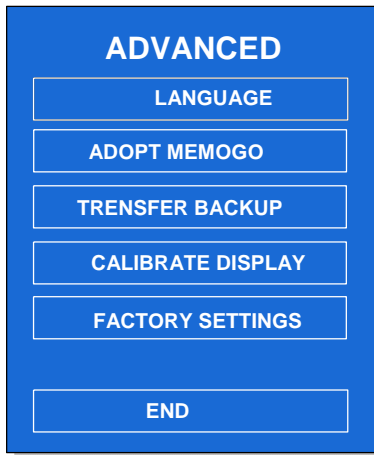 ADVANCED
LANGUAGE
ADOPT MEMOGO
TRENSFER BACKUP
CALIBRATE DISPLAY
FACTORY SETTINGS
END